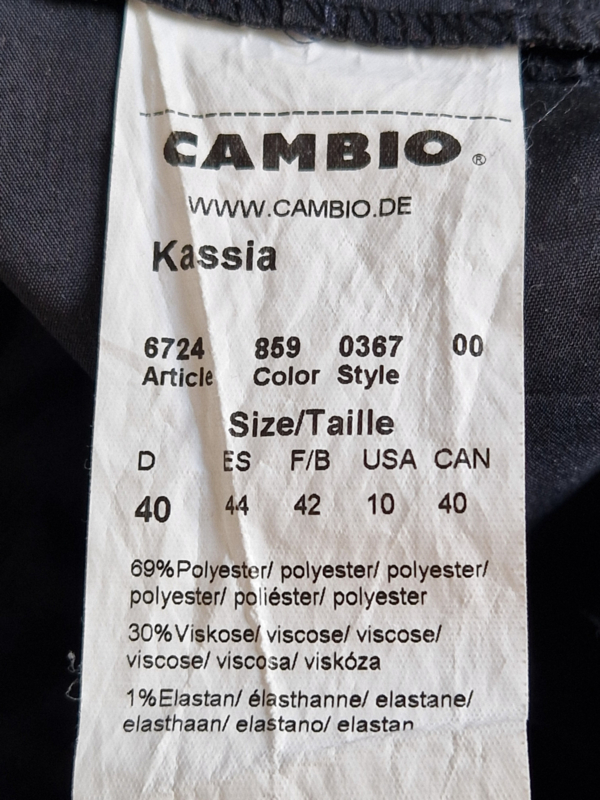 CAMBIO®
WWW.CAMBIO.DE
Kassia
6724 859 0367 00
Article Color Style
Size/Taille
D ES F/B USA CAN
40 44 42 10 40
69%Polyester/ polyester/ polyester/
polyester/ poliéster/ polyester
30%Viskose/ viscose/ viscose/
viscose/ viscosa/ viskóza
1%Elastan/ élasthanne/ elastane/
elasthaan/ elastano/ elastan